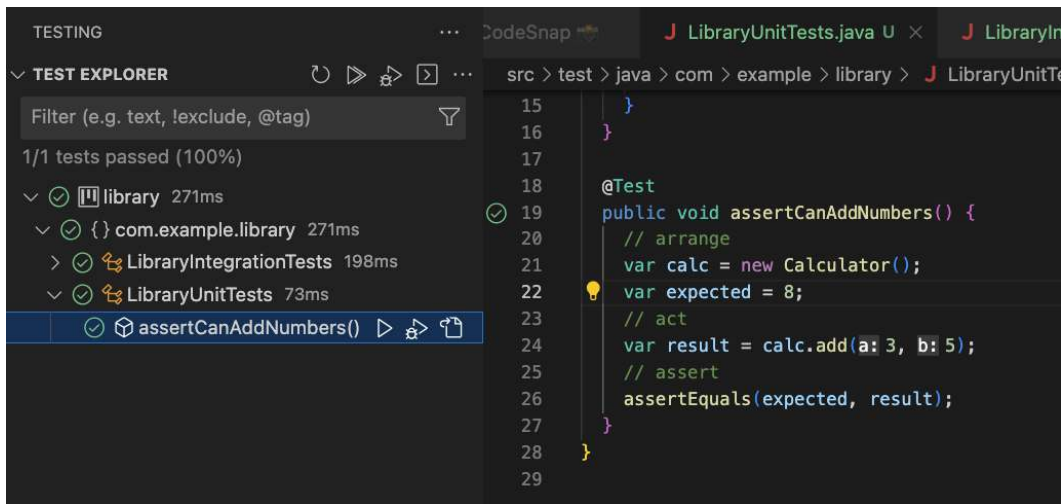 TESTING
TEST EXPLORER
Filter (e.g. text, !exclude, @tag)
1/1 tests passed (100%)
library 271ms
{} com.example.library 271ms
LibraryIntegrationTests 198ms
LibraryUnitTests 73ms
assertCanAddNumbers()
CodeSnap
J LibraryUnitTests.java U ×
J LibraryIn
src > test > java > com > example > library > J LibraryUnitTe
15 }
16 }
17
18 @Test
19 public void assertCanAddNumbers() {
20 // arrange
21 var calc = new Calculator();
22 var expected = 8;
23 // act
24 var result = calc.add(a: 3, b: 5);
25 // assert
26 assertEquals(expected, result);
27 }
28 }
29